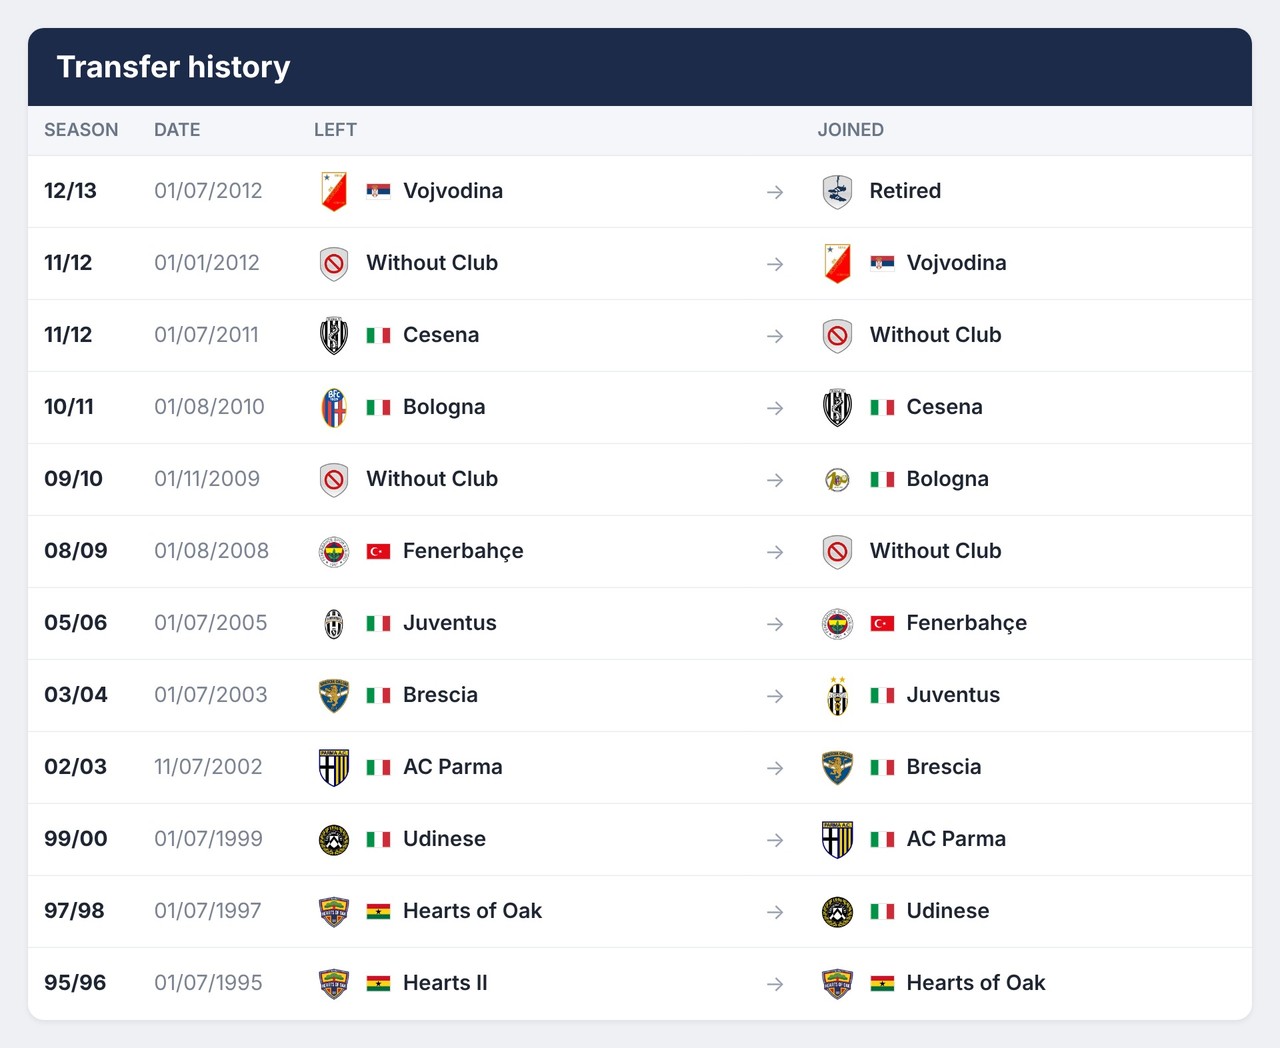 Transfer history
SEASON DATE LEFT JOINED
12/13 01/07/2012 Vojvodina → Retired
11/12 01/01/2012 Without Club → Vojvodina
11/12 01/07/2011 Cesena → Without Club
10/11 01/08/2010 Bologna → Cesena
09/10 01/11/2009 Without Club → Bologna
08/09 01/08/2008 Fenerbahçe → Without Club
05/06 01/07/2005 Juventus → Fenerbahçe
03/04 01/07/2003 Brescia → Juventus
02/03 11/07/2002 AC Parma → Brescia
99/00 01/07/1999 Udinese → AC Parma
97/98 01/07/1997 Hearts of Oak → Udinese
95/96 01/07/1995 Hearts II → Hearts of Oak